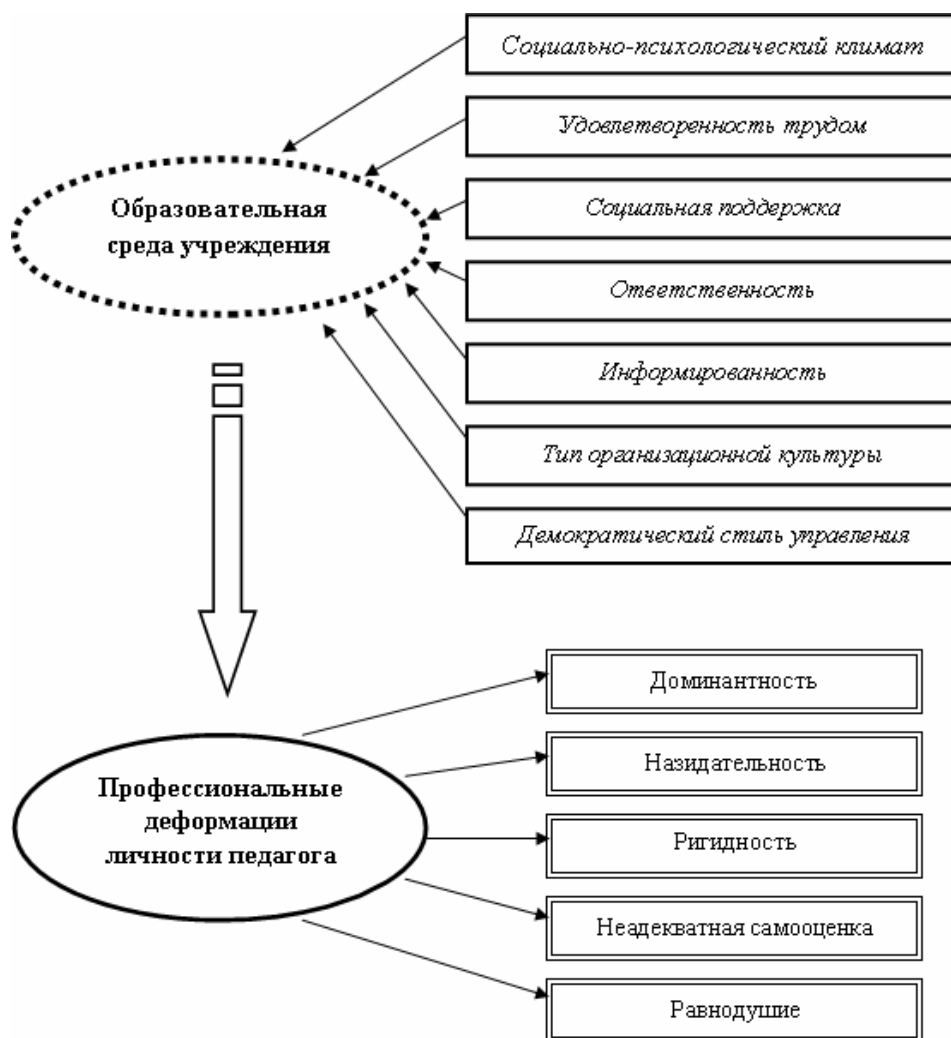 Социально-психологический климат
Удовлетворенность трудом
Образовательная
среда учреждения
Социальная поддержка
Ответственность
Информированность
Тип организационной культуры
Демократический стиль управления
Профессиональные
деформации
личности педагога
Доминантность
Назидательность
Ригидность
Неадекватная самооценка
Равнодушие